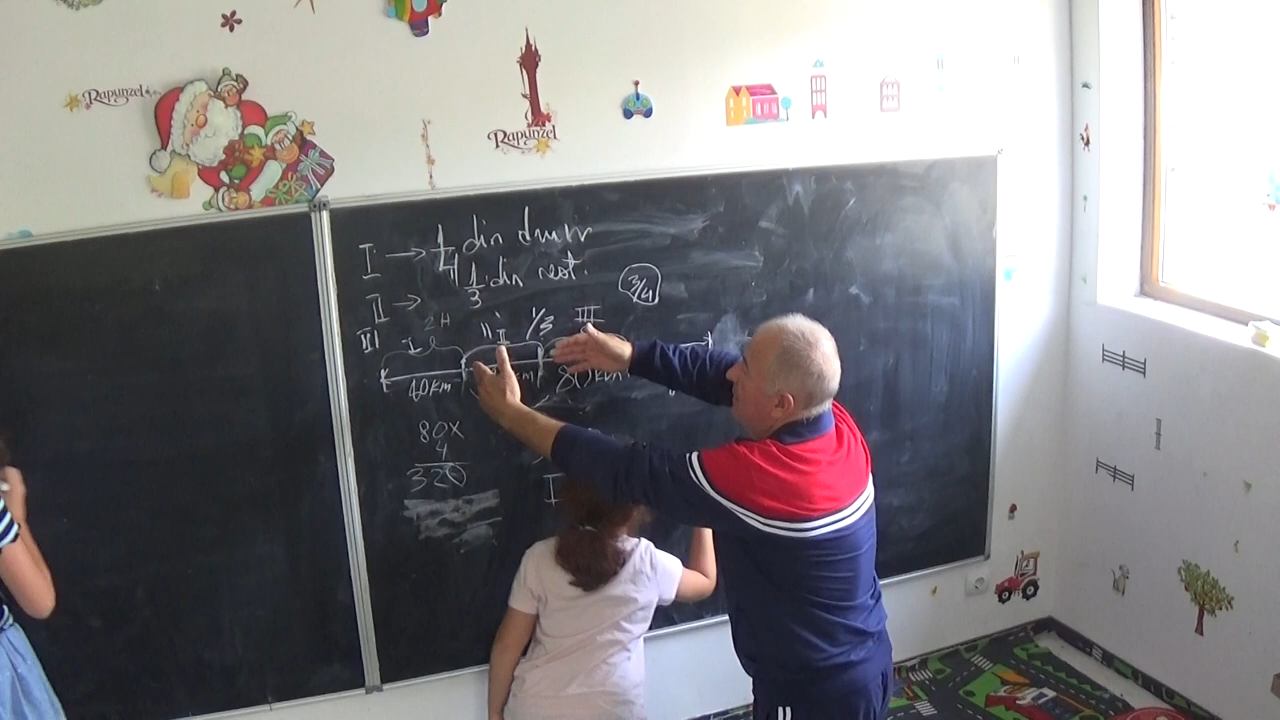 Rapunzel
Rapunzel
I → 1/4 din drum
II → 1/3 din rest.
3/4
III
2H
I II 1/3 III
40km km 80km
80x
4
320
I